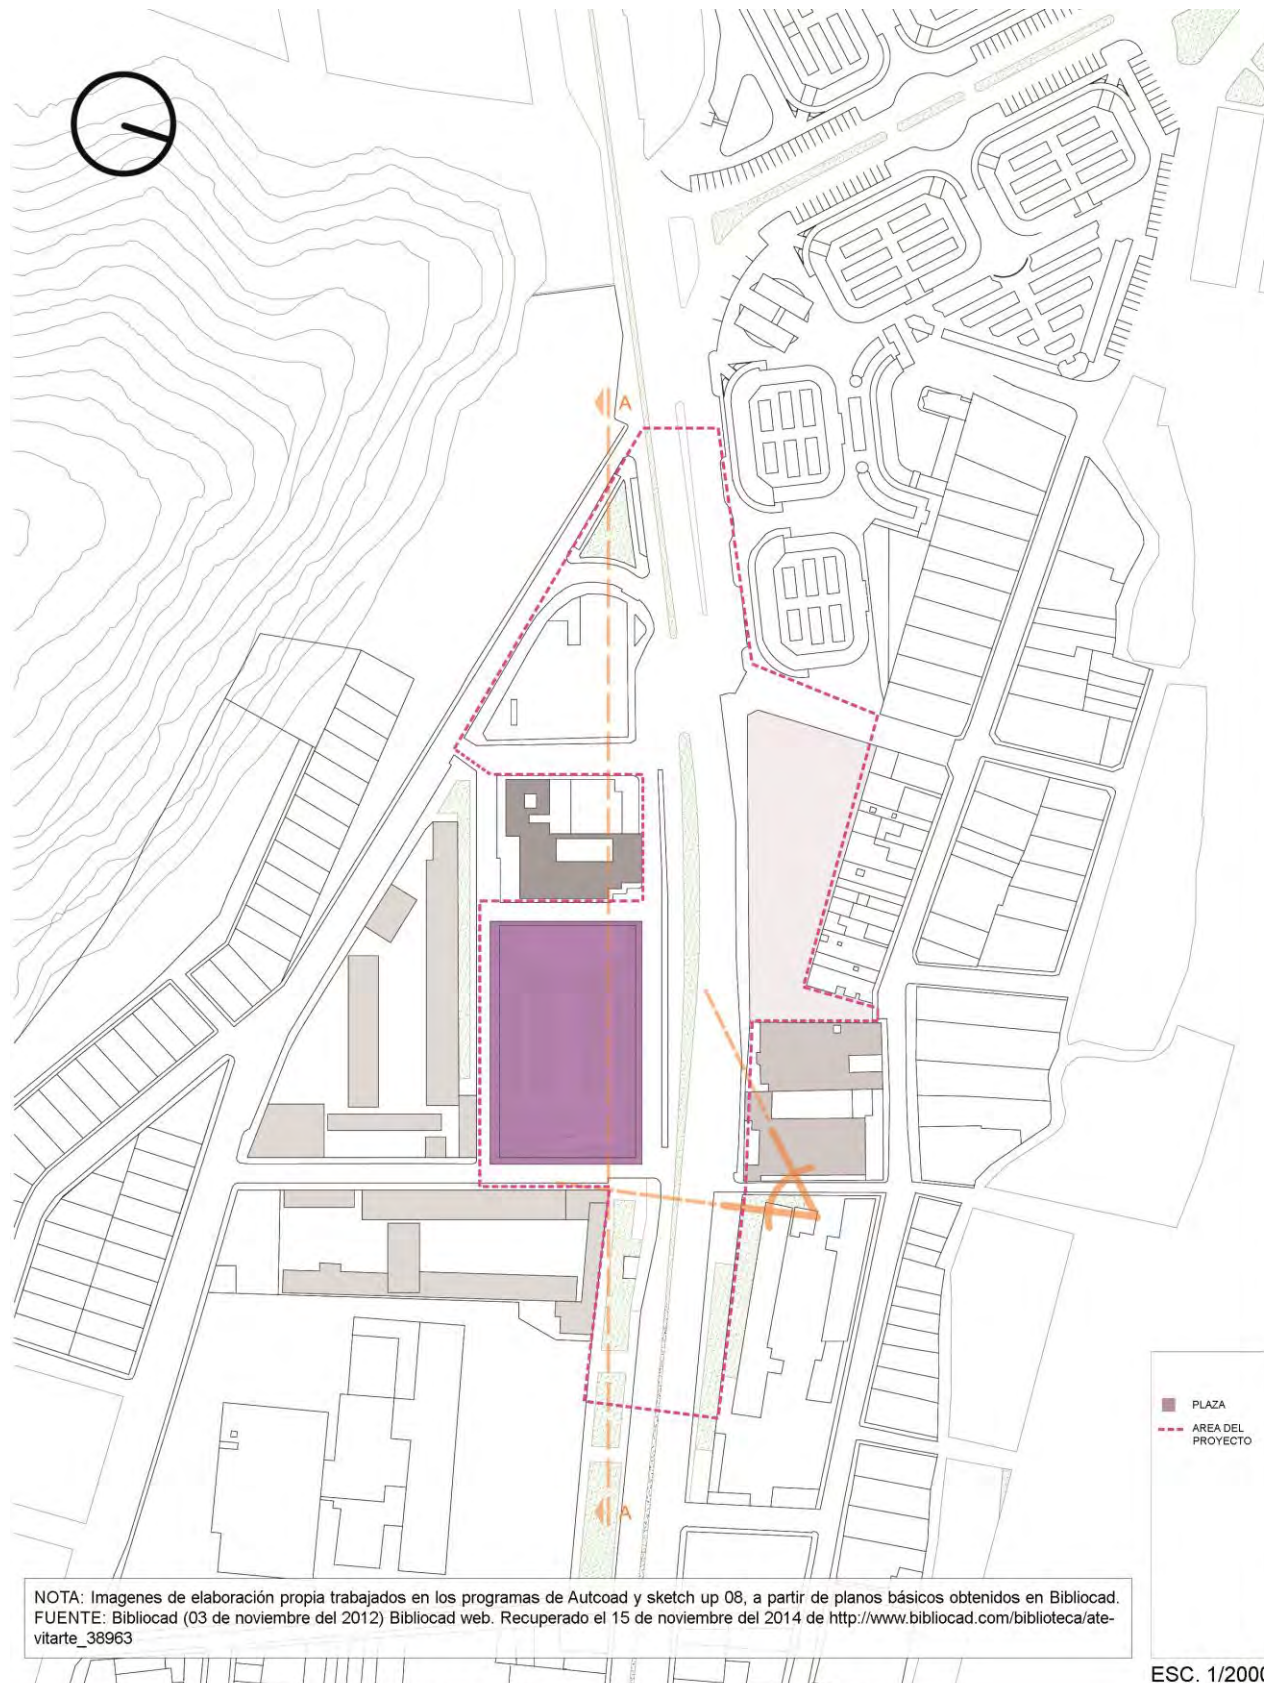 A
PLAZA
AREA DEL
PROYECTO
A
NOTA: Imagenes de elaboración propia trabajados en los programas de Autcoad y sketch up 08, a partir de planos básicos obtenidos en Bibliocad.
FUENTE: Bibliocad (03 de noviembre del 2012) Bibliocad web. Recuperado el 15 de noviembre del 2014 de http://www.bibliocad.com/biblioteca/ate-
vitarte_38963
ESC. 1/2000